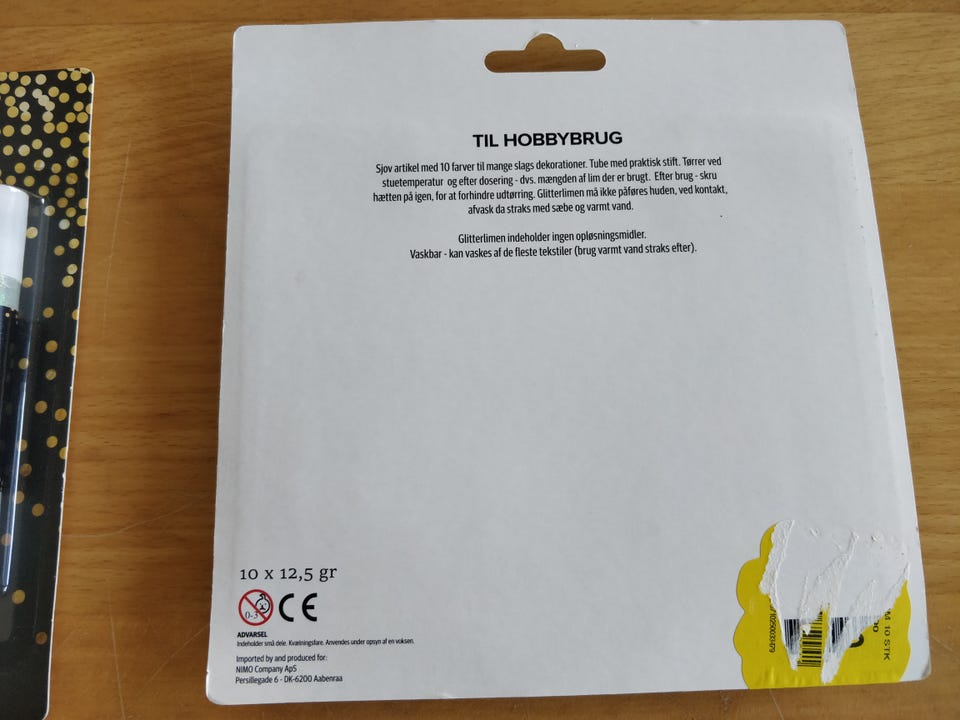 TIL HOBBYBRUG
Sjov artikel med 10 farver til mange slags dekorationer. Tube med praktisk stift. Tørrer ved
stuetemperatur og efter dosering - dvs. mængden af lim der er brugt. Efter brug - skru
hætten på igen, for at forhindre udtørring. Glitterlimen må ikke påføres huden, ved kontakt,
afvask da straks med sæbe og varmt vand.
Glitterlimen indeholder ingen opløsningsmidler.
Vaskbar - kan vaskes af de fleste tekstiler (brug varmt vand straks efter).
10 x 12,5 gr
0-3
CE
ADVARSEL
Indeholder små dele. Kvælningsfare. Anvendes under opsyn af en voksen.
Imported by and produced for:
NIMO Company ApS
Persillegade 6 - DK-6200 Aabenraa
10 STK